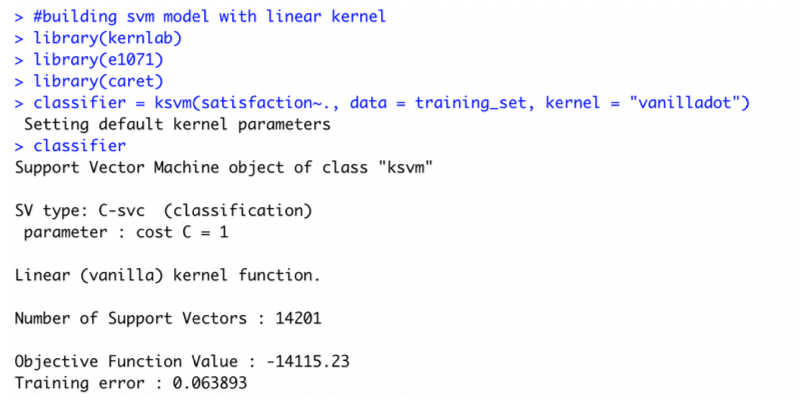 > #building svm model with linear kernel
> library(kernlab)
> library(e1071)
> library(caret)
> classifier = ksvm(satisfaction~., data = training_set, kernel = "vanilladot")
 Setting default kernel parameters
> classifier
Support Vector Machine object of class "ksvm"

SV type: C-svc  (classification)
 parameter : cost C = 1

Linear (vanilla) kernel function.

Number of Support Vectors : 14201

Objective Function Value : -14115.23
Training error : 0.063893